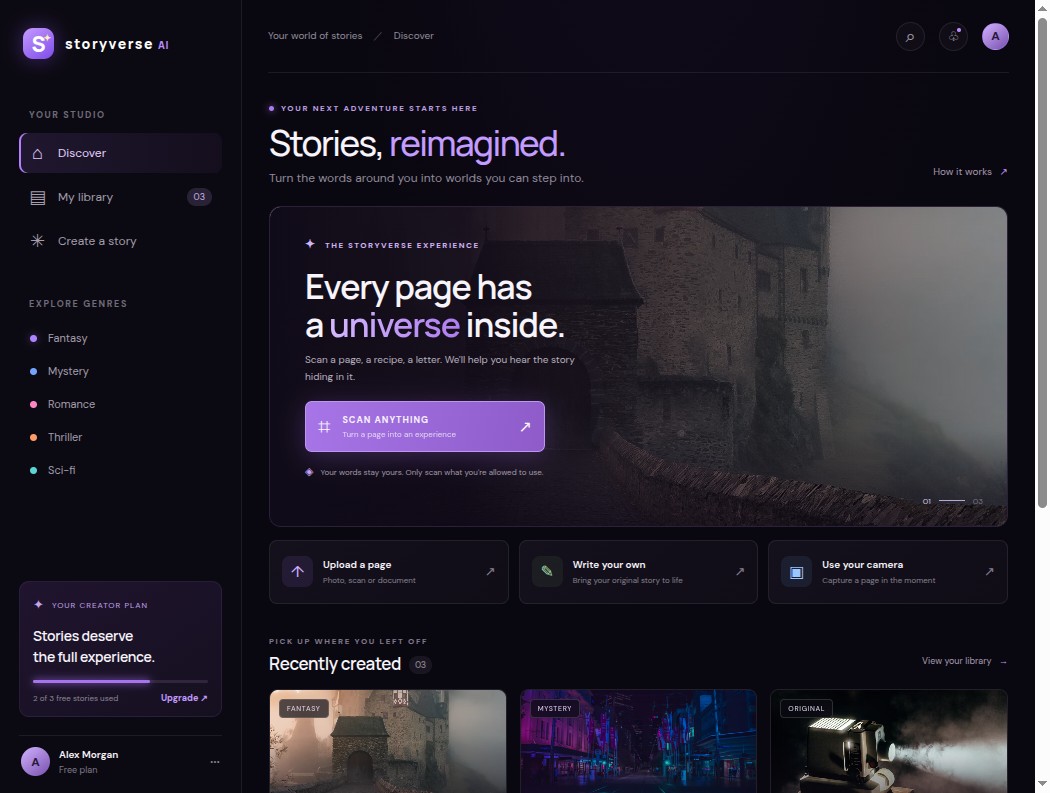 storyverse AI
YOUR STUDIO
Discover
My library
03
Create a story
EXPLORE GENRES
Fantasy
Mystery
Romance
Thriller
Sci-fi
YOUR CREATOR PLAN
Stories deserve
the full experience.
2 of 3 free stories used
Upgrade ↗
A
Alex Morgan
Free plan
Your world of stories / Discover
A
YOUR NEXT ADVENTURE STARTS HERE
Stories, reimagined.
Turn the words around you into worlds you can step into.
How it works ↗
THE STORYVERSE EXPERIENCE
Every page has
a universe inside.
Scan a page, a recipe, a letter. We'll help you hear the story
hiding in it.
SCAN ANYTHING
Turn a page into an experience
Your words stay yours. Only scan what you're allowed to use.
01 03
Upload a page
Photo, scan or document
Write your own
Bring your original story to life
Use your camera
Capture a page in the moment
PICK UP WHERE YOU LEFT OFF
Recently created 03
View your library →
FANTASY
MYSTERY
ORIGINAL